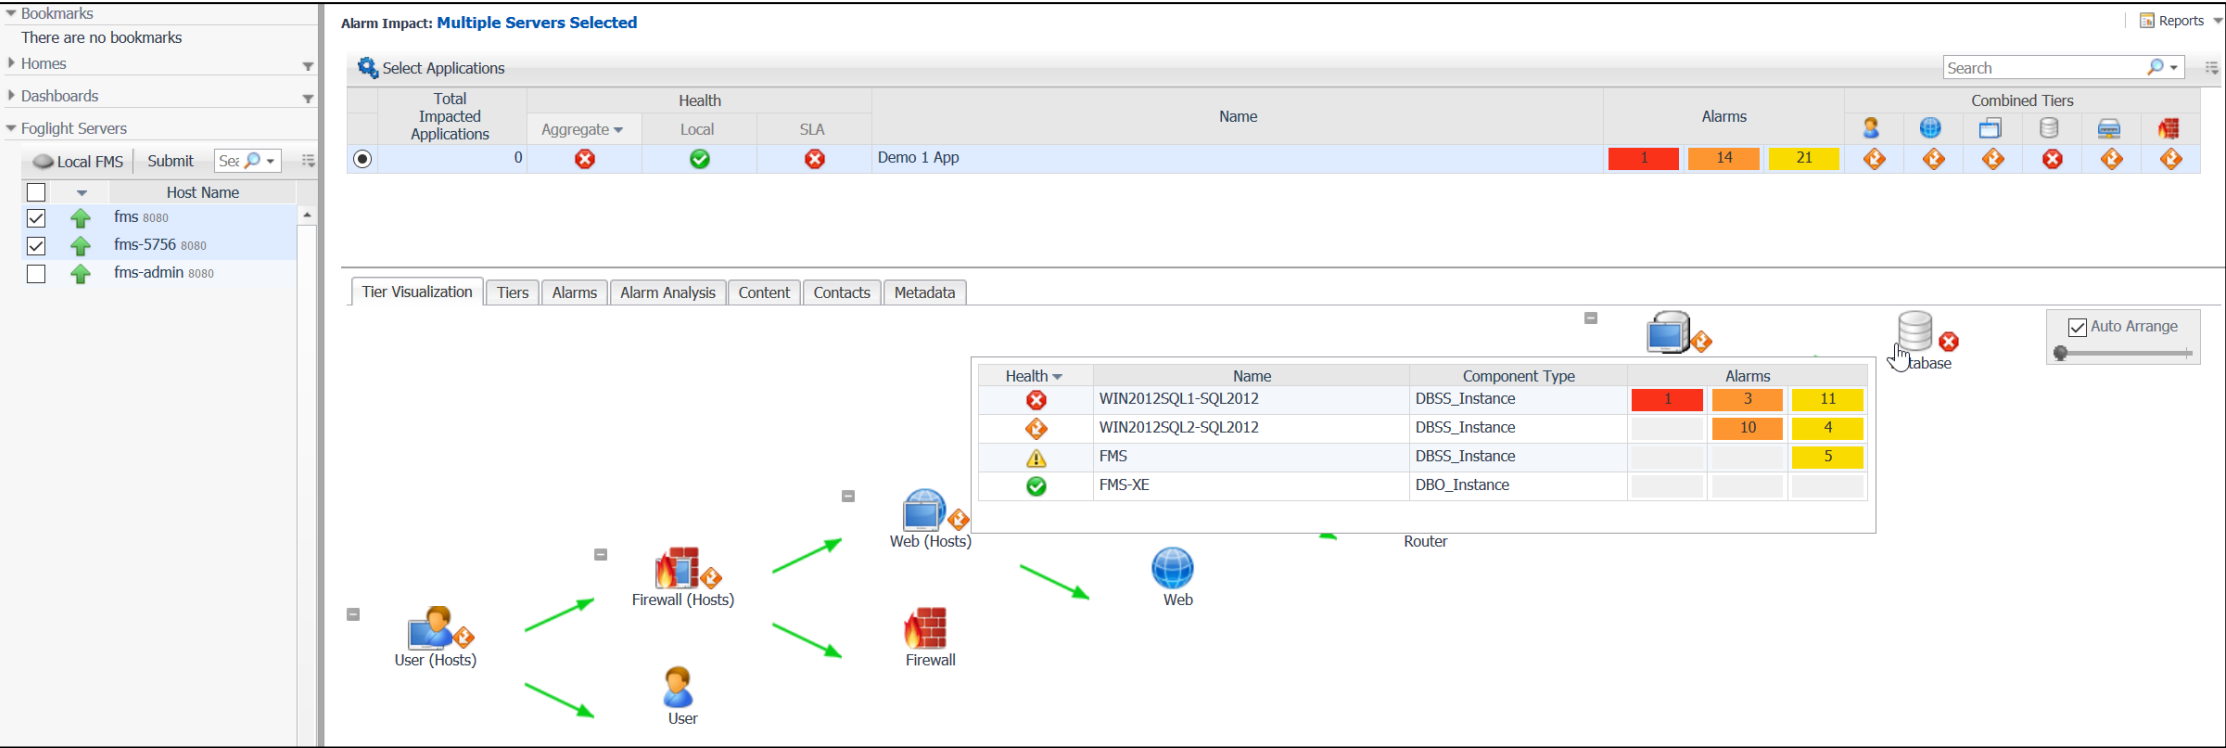 Bookmarks
There are no bookmarks
Homes
Dashboards
Foglight Servers
Local FMS Submit
Host Name
fms 8080
fms-5756 8080
fms-admin 8080
Alarm Impact: Multiple Servers Selected
Reports
Select Applications
Search
Total Impacted Applications
Health
Aggregate Local SLA
Name
Alarms
Combined Tiers
0 Demo 1 App 1 14 21
Tier Visualization Tiers Alarms Alarm Analysis Content Contacts Metadata
Auto Arrange
Health Name Component Type Alarms
WIN2012SQL1-SQL2012 DBSS_Instance 1 3 11
WIN2012SQL2-SQL2012 DBSS_Instance 10 4
FMS DBSS_Instance 5
FMS-XE DBO_Instance
Web (Hosts)
Router
Firewall (Hosts)
Web
User (Hosts)
Firewall
User